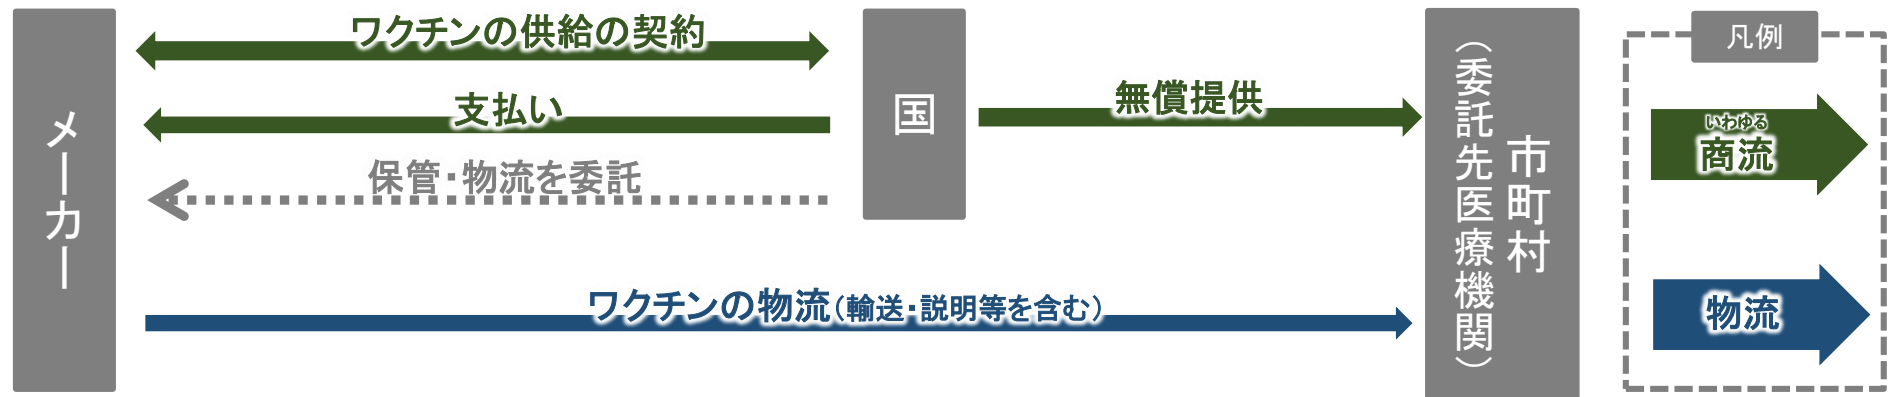 メーカー
ワクチンの供給の契約
支払い
保管・物流を委託
国
無償提供
ワクチンの物流（輸送・説明等を含む）
市町村
（委託先医療機関）
凡例
いわゆる
商流
物流